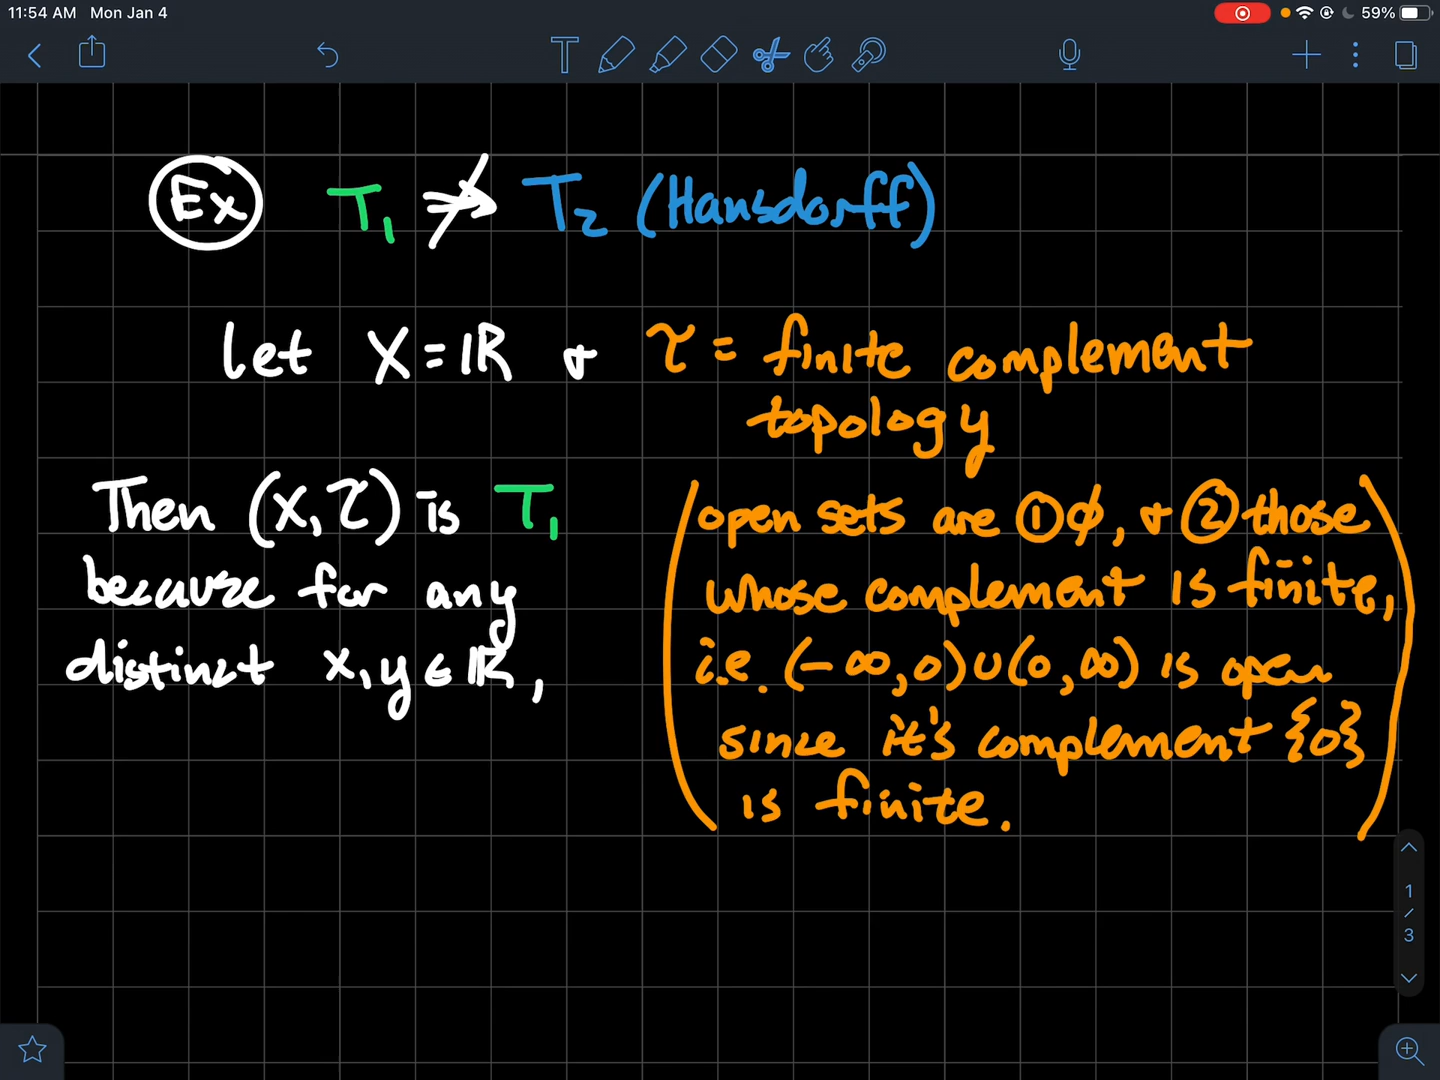 11:54 AM Mon Jan 4 59%
Ex T₁ ⇏ T₂ (Hausdorff)
Let X = ℝ & τ = finite complement
topology
Then (X, τ) is T₁
because for any
distinct x, y ∈ ℝ,
(open sets are ① ∅, & ② those
whose complement is finite,
i.e. (-∞, 0) ∪ (0, ∞) is open
since it's complement {0}
is finite.)
1
/
3